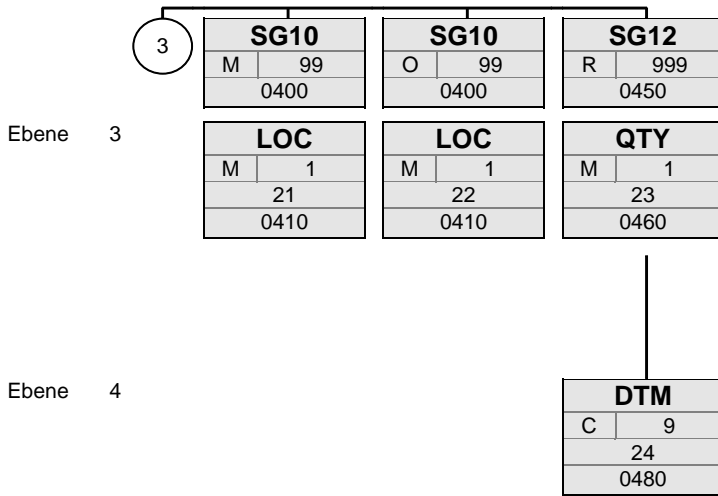 3
SG10 SG10 SG12
M 99 O 99 R 999
0400 0400 0450
Ebene 3 LOC LOC QTY
M 1 M 1 M 1
21 22 23
0410 0410 0460
Ebene 4 DTM
C 9
24
0480